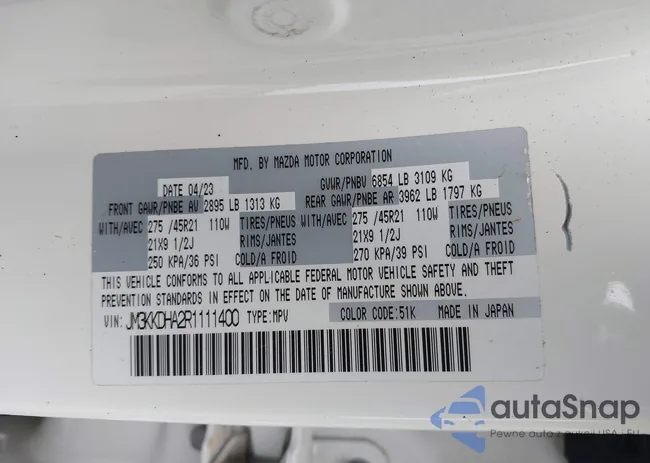 MFD. BY MAZDA MOTOR CORPORATION
DATE 04/23 GVWR/PNBV 6854 LB 3109 KG
FRONT GAWR/PNBE AV 2895 LB 1313 KG REAR GAWR/PNBE AR 3962 LB 1797 KG
WITH/AVEC 275 /45R21 110W TIRES/PNEUS WITH/AVEC 275 /45R21 110W TIRES/PNEUS
21X9 1/2J RIMS/JANTES 21X9 1/2J RIMS/JANTES
250 KPA/36 PSI COLD/A FROID 270 KPA/39 PSI COLD/A FROID
THIS VEHICLE CONFORMS TO ALL APPLICABLE FEDERAL MOTOR VEHICLE SAFETY AND THEFT
PREVENTION STANDARDS IN EFFECT ON THE DATE OF MANUFACTURE SHOWN ABOVE.
VIN: JM3KKDHA2R1111400 TYPE:MPV COLOR CODE:51K MADE IN JAPAN
autaSnap
Pewne auta z aukcji USA i EU